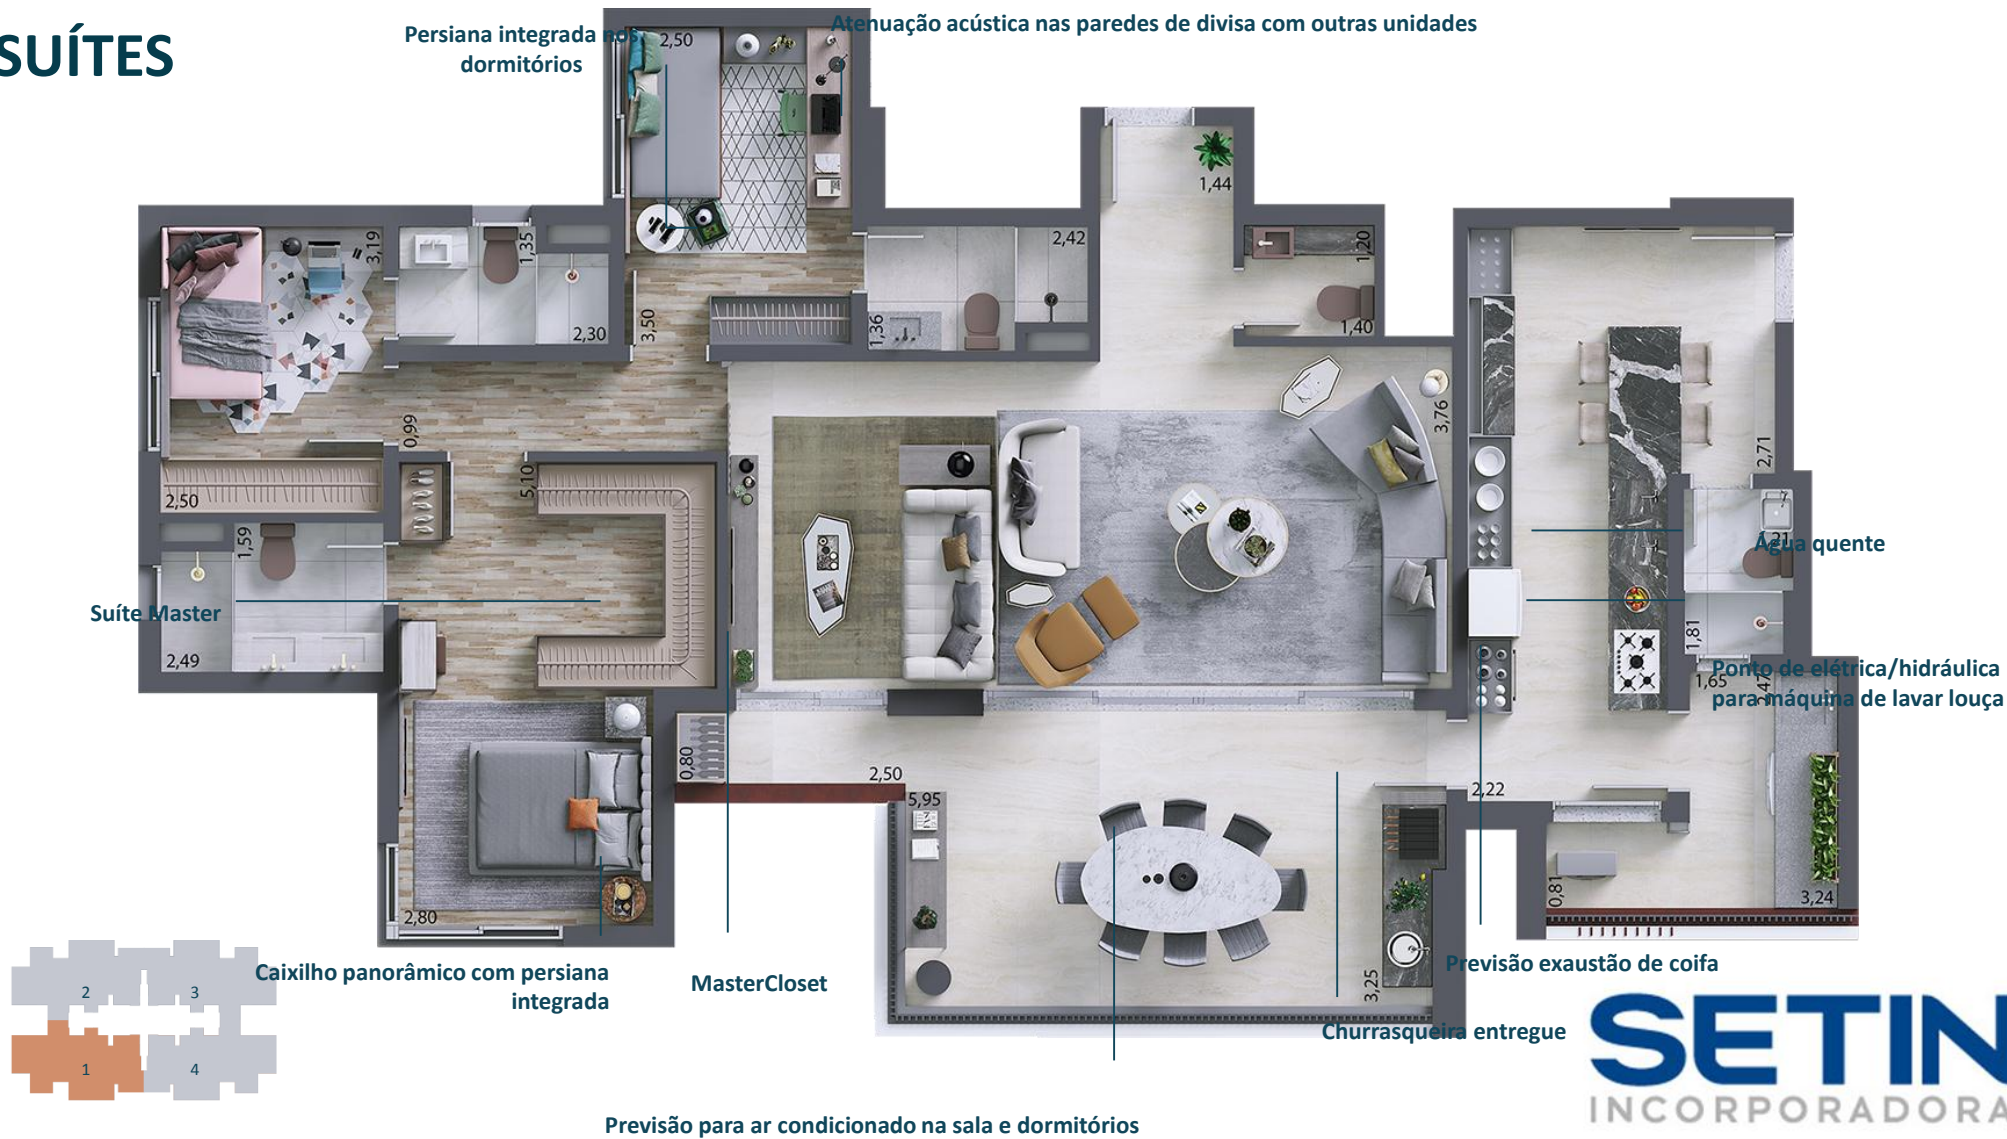 SUÍTES
Persiana integrada nos
dormitórios
Atenuação acústica nas paredes de divisa com outras unidades
2,50
1,44
3,19
1,35
2,42
1,20
2,30
3,50
1,36
1,40
0,99
3,76
2,71
2,50
5,10
1,59
1,21
Água quente
Suíte Master
2,49
1,81
1,65
Ponto de elétrica/hidráulica
para máquina de lavar louça
0,80
2,50
5,95
2,22
2,80
0,81
3,24
3,25
Caixilho panorâmico com persiana
integrada
MasterCloset
Previsão exaustão de coifa
Churrasqueira entregue
2
3
1
4
SETIN
INCORPORADORA
Previsão para ar condicionado na sala e dormitórios